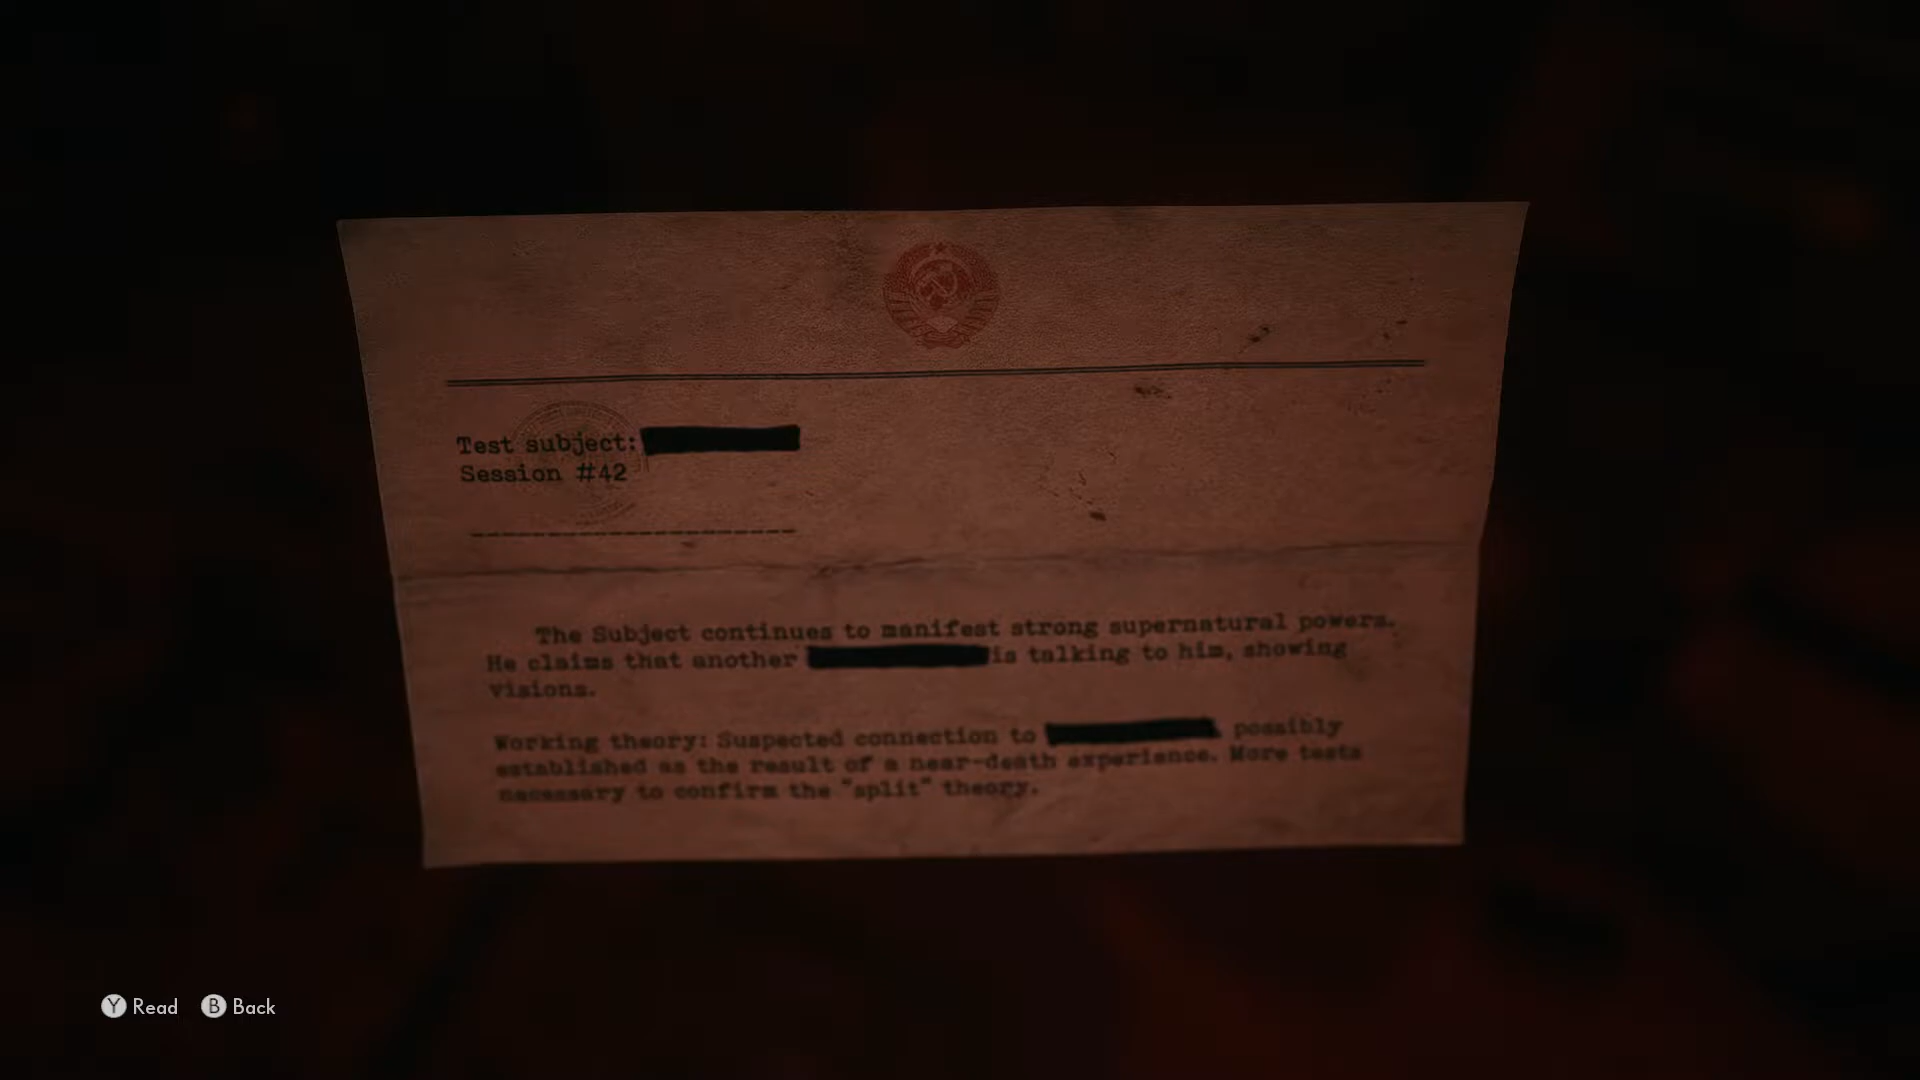 Test subject:
Session #42
The Subject continues to manifest strong supernatural powers.
He claims that another is talking to him, showing
visions.
Working theory: Suspected connection to possibly
established as the result of a near-death experience. More tests
necessary to confirm the "split" theory.
Y Read B Back